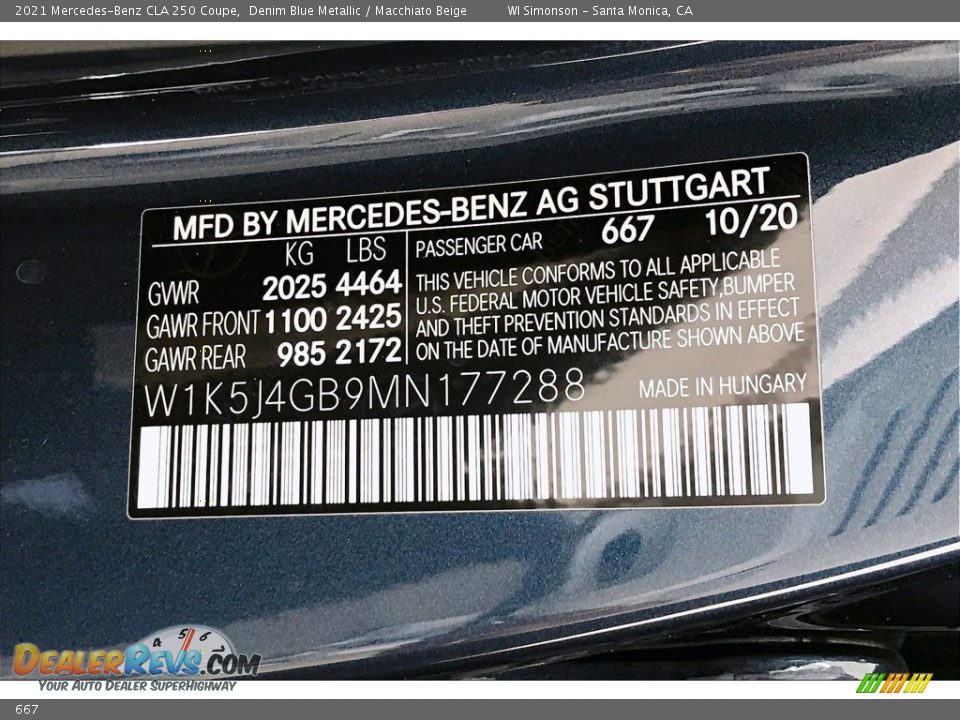 2021 Mercedes-Benz CLA 250 Coupe, Denim Blue Metallic / Macchiato Beige WI Simonson - Santa Monica, CA
MFD BY MERCEDES-BENZ AG STUTTGART
KG LBS
GVWR 2025 4464
GAWR FRONT 1100 2425
GAWR REAR 985 2172
PASSENGER CAR 667 10/20
THIS VEHICLE CONFORMS TO ALL APPLICABLE
U.S. FEDERAL MOTOR VEHICLE SAFETY,BUMPER
AND THEFT PREVENTION STANDARDS IN EFFECT
ON THE DATE OF MANUFACTURE SHOWN ABOVE
W1K5J4GB9MN177288 MADE IN HUNGARY
4 5 6
DEALERREVS.COM
YOUR AUTO DEALER SUPERHIGHWAY
667